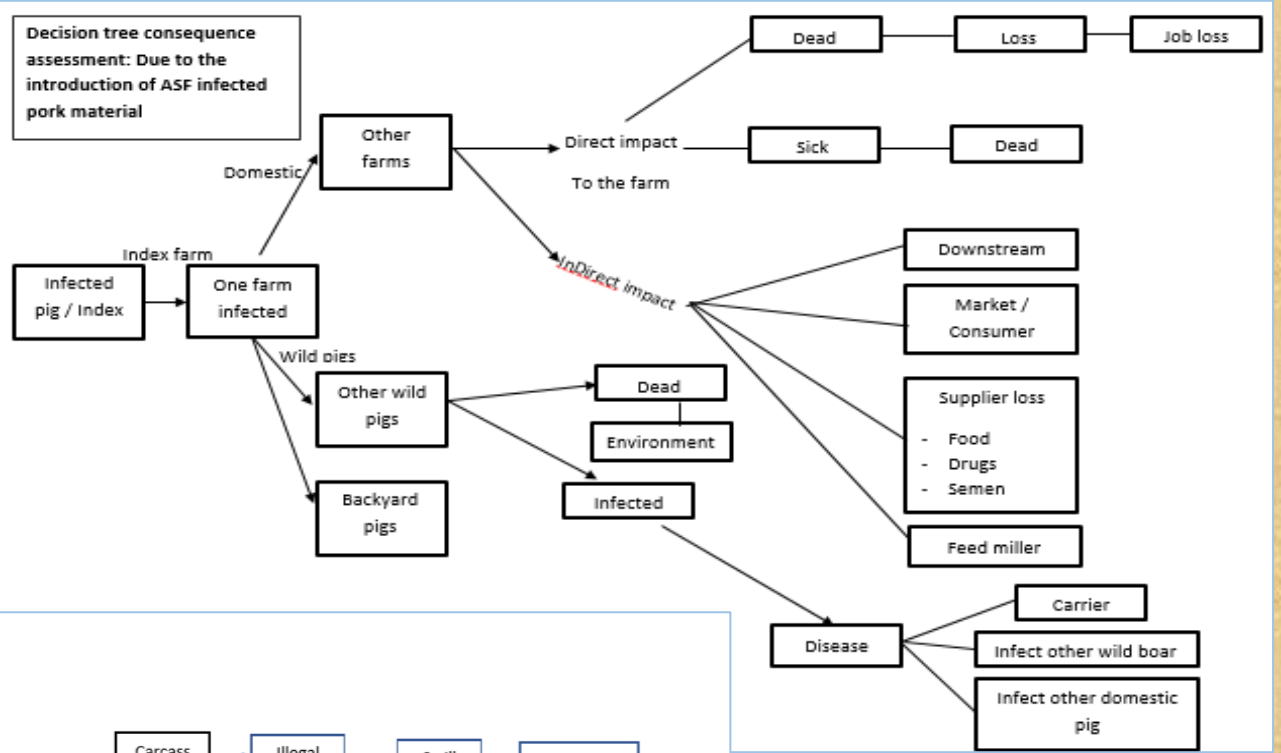 Decision tree consequence
assessment: Due to the
introduction of ASF infected
pork material
Dead
Loss
Job loss
Other
farms
Direct impact
To the farm
Sick
Dead
Domestic
Index farm
Infected
pig / Index
One farm
infected
InDirect impact
Downstream
Market /
Consumer
Supplier loss
- Food
- Drugs
- Semen
Feed miller
Wild pigs
Other wild
pigs
Dead
Environment
Infected
Backyard
pigs
Disease
Carrier
Infect other wild boar
Infect other domestic
pig
Carcass
Illegal